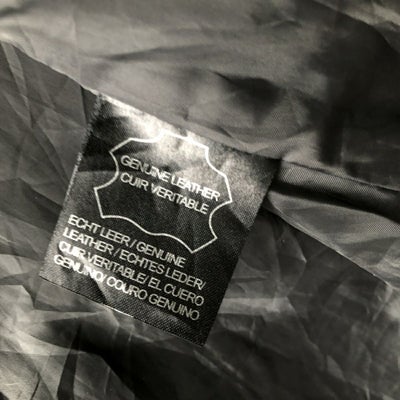 GENUINE LEATHER
CUIR VERITABLE
ECHT LEER / GENUINE
LEATHER / ECHTES LEDER/
CUIR VERITABLE/ EL CUERO
GENUINO/ COURO GENUINO